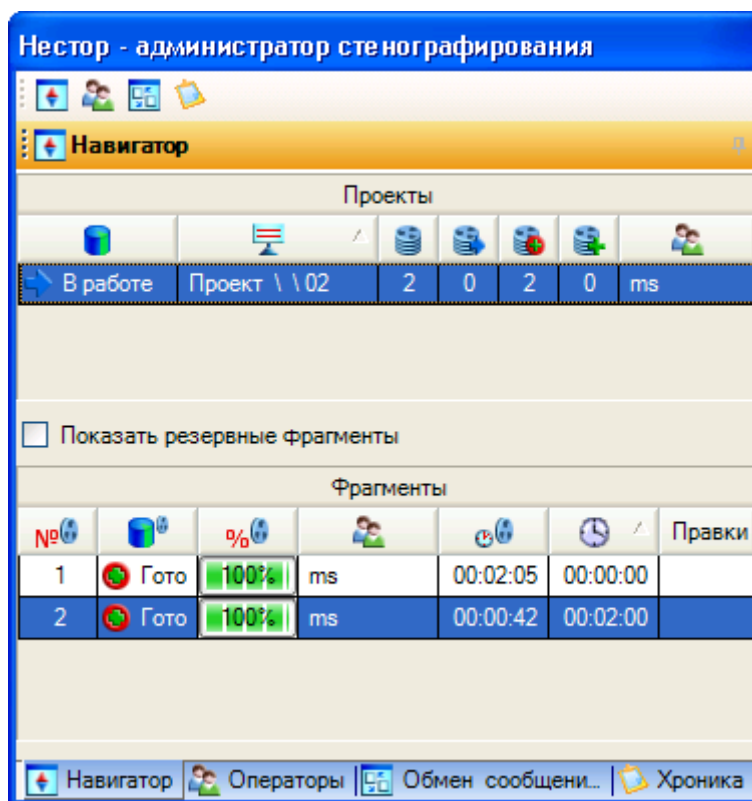 Нестор - администратор стенографирования
Навигатор
Проекты
В работе Проект \ \ 02 2 0 2 0 ms
Показать резервные фрагменты
Фрагменты
№ % Правки
1 Гото 100% ms 00:02:05 00:00:00
2 Гото 100% ms 00:00:42 00:02:00
Навигатор Операторы Обмен сообщени... Хроника